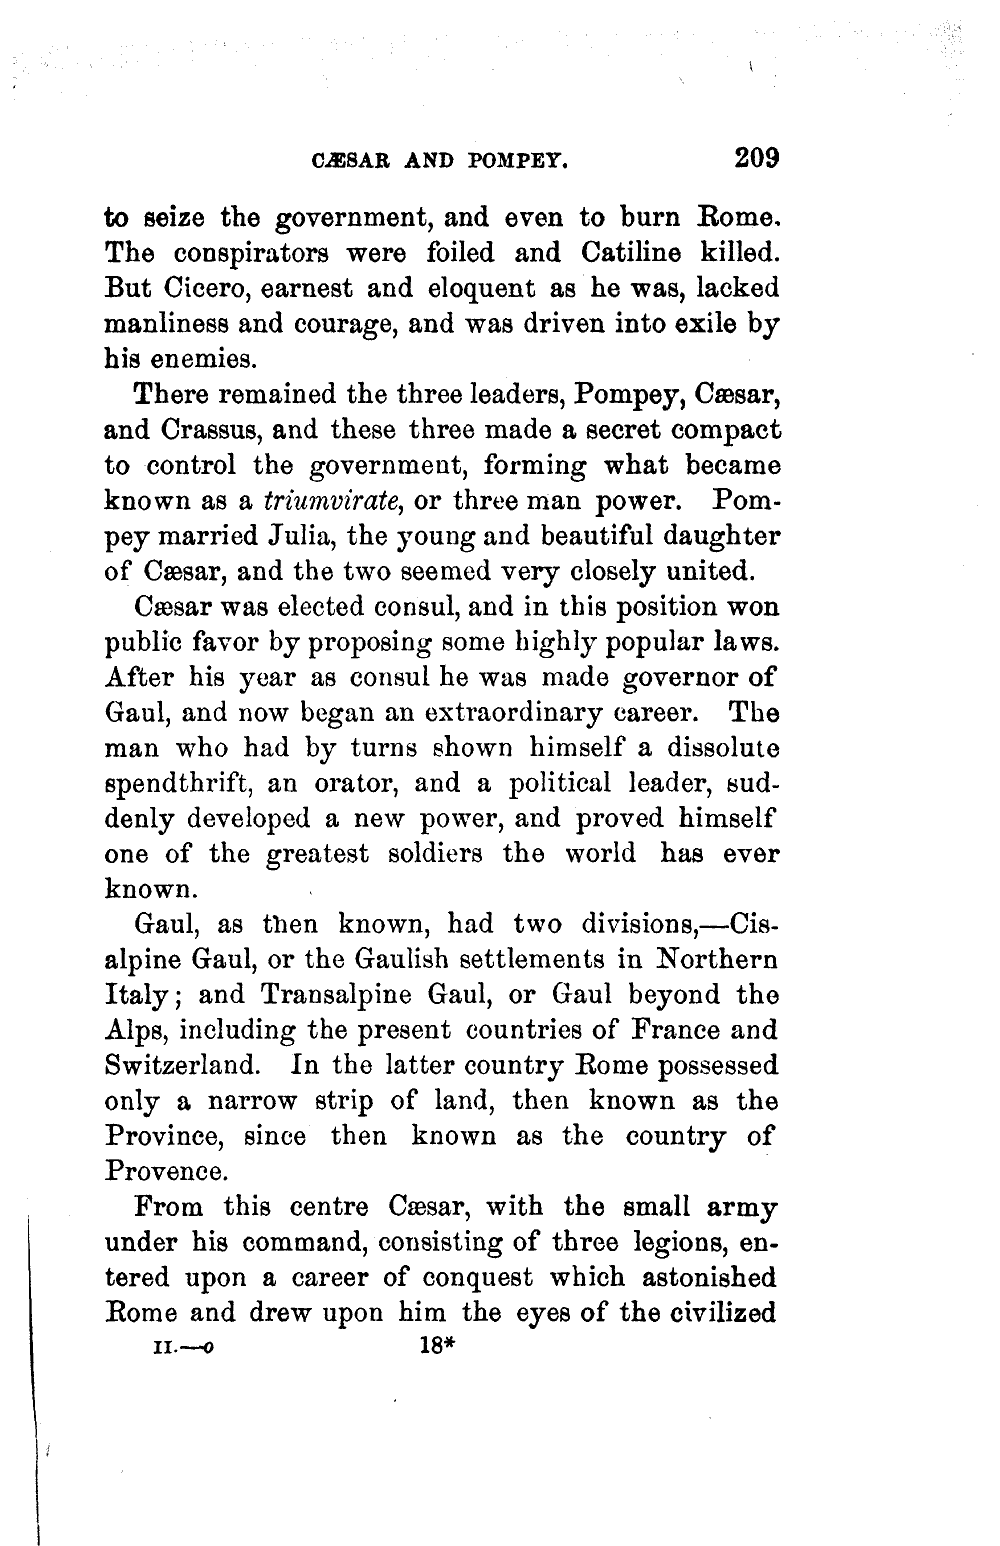 CÆSAR AND POMPEY. 209
to seize the government, and even to burn Rome.
The conspirators were foiled and Catiline killed.
But Cicero, earnest and eloquent as he was, lacked
manliness and courage, and was driven into exile by
his enemies.
There remained the three leaders, Pompey, Cæsar,
and Crassus, and these three made a secret compact
to control the government, forming what became
known as a triumvirate, or three man power. Pom-
pey married Julia, the young and beautiful daughter
of Cæsar, and the two seemed very closely united.
Cæsar was elected consul, and in this position won
public favor by proposing some highly popular laws.
After his year as consul he was made governor of
Gaul, and now began an extraordinary career. The
man who had by turns shown himself a dissolute
spendthrift, an orator, and a political leader, sud-
denly developed a new power, and proved himself
one of the greatest soldiers the world has ever
known.
Gaul, as then known, had two divisions,—Cis-
alpine Gaul, or the Gaulish settlements in Northern
Italy; and Transalpine Gaul, or Gaul beyond the
Alps, including the present countries of France and
Switzerland. In the latter country Rome possessed
only a narrow strip of land, then known as the
Province, since then known as the country of
Provence.
From this centre Cæsar, with the small army
under his command, consisting of three legions, en-
tered upon a career of conquest which astonished
Rome and drew upon him the eyes of the civilized
II.—o 18*